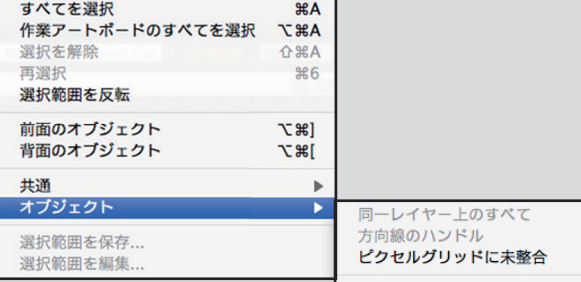 すべてを選択 ⌘A
作業アートボードのすべてを選択 ⌥⌘A
選択を解除 ⇧⌘A
再選択 ⌘6
選択範囲を反転
前面のオブジェクト ⌥⌘]
背面のオブジェクト ⌥⌘[
共通 ▶
オブジェクト ▶
同一レイヤー上のすべて
方向線のハンドル
ピクセルグリッドに未整合
選択範囲を保存...
選択範囲を編集...